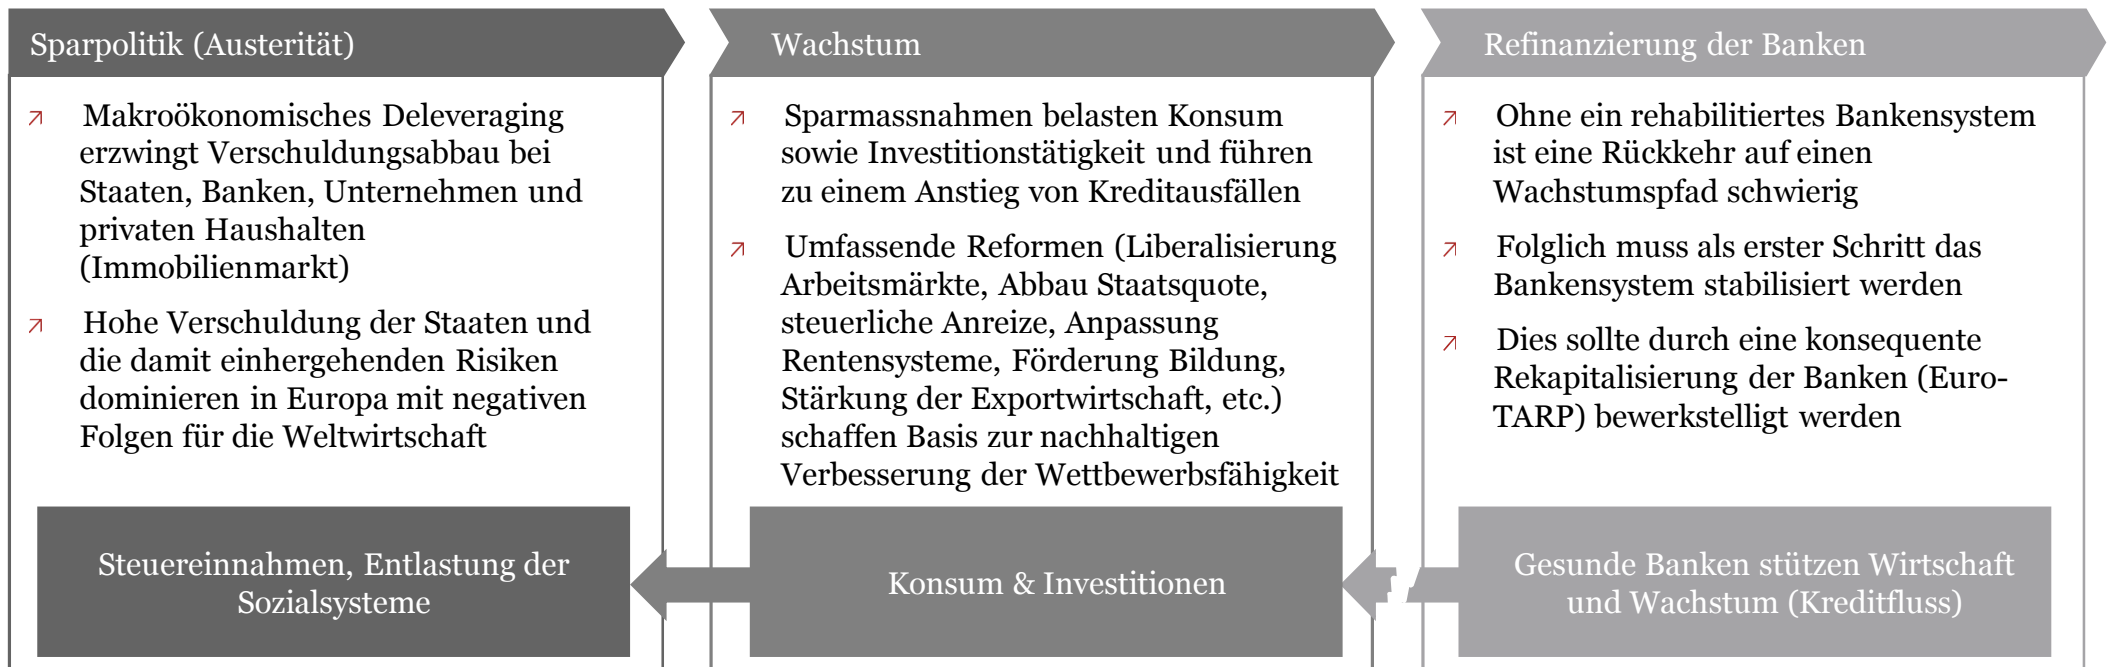 Sparpolitik (Austerität)
Makroökonomisches Deleveraging
erzwingt Verschuldungsabbau bei
Staaten, Banken, Unternehmen und
privaten Haushalten
(Immobilienmarkt)
Hohe Verschuldung der Staaten und
die damit einhergehenden Risiken
dominieren in Europa mit negativen
Folgen für die Weltwirtschaft
Steuereinnahmen, Entlastung der
Sozialsysteme
Wachstum
Sparmassnahmen belasten Konsum
sowie Investitionstätigkeit und führen
zu einem Anstieg von Kreditausfällen
Umfassende Reformen (Liberalisierung
Arbeitsmärkte, Abbau Staatsquote,
steuerliche Anreize, Anpassung
Rentensysteme, Förderung Bildung,
Stärkung der Exportwirtschaft, etc.)
schaffen Basis zur nachhaltigen
Verbesserung der Wettbewerbsfähigkeit
Konsum & Investitionen
Refinanzierung der Banken
Ohne ein rehabilitiertes Bankensystem
ist eine Rückkehr auf einen
Wachstumspfad schwierig
Folglich muss als erster Schritt das
Bankensystem stabilisiert werden
Dies sollte durch eine konsequente
Rekapitalisierung der Banken (Euro-
TARP) bewerkstelligt werden
Gesunde Banken stützen Wirtschaft
und Wachstum (Kreditfluss)